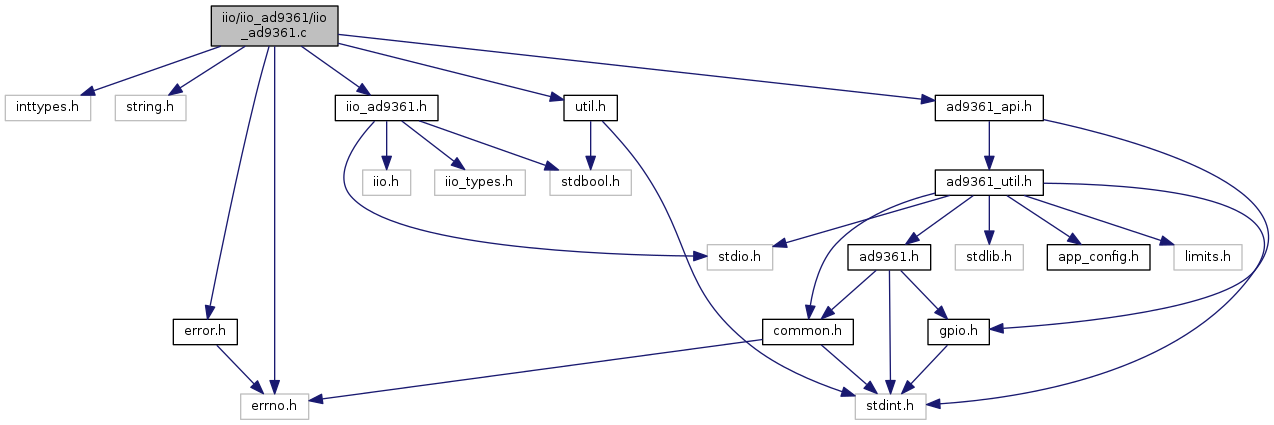 iio/iio_ad9361/iio
_ad9361.c
inttypes.h
string.h
iio_ad9361.h
util.h
ad9361_api.h
iio.h
iio_types.h
stdbool.h
ad9361_util.h
stdio.h
ad9361.h
stdlib.h
app_config.h
limits.h
error.h
common.h
gpio.h
errno.h
stdint.h